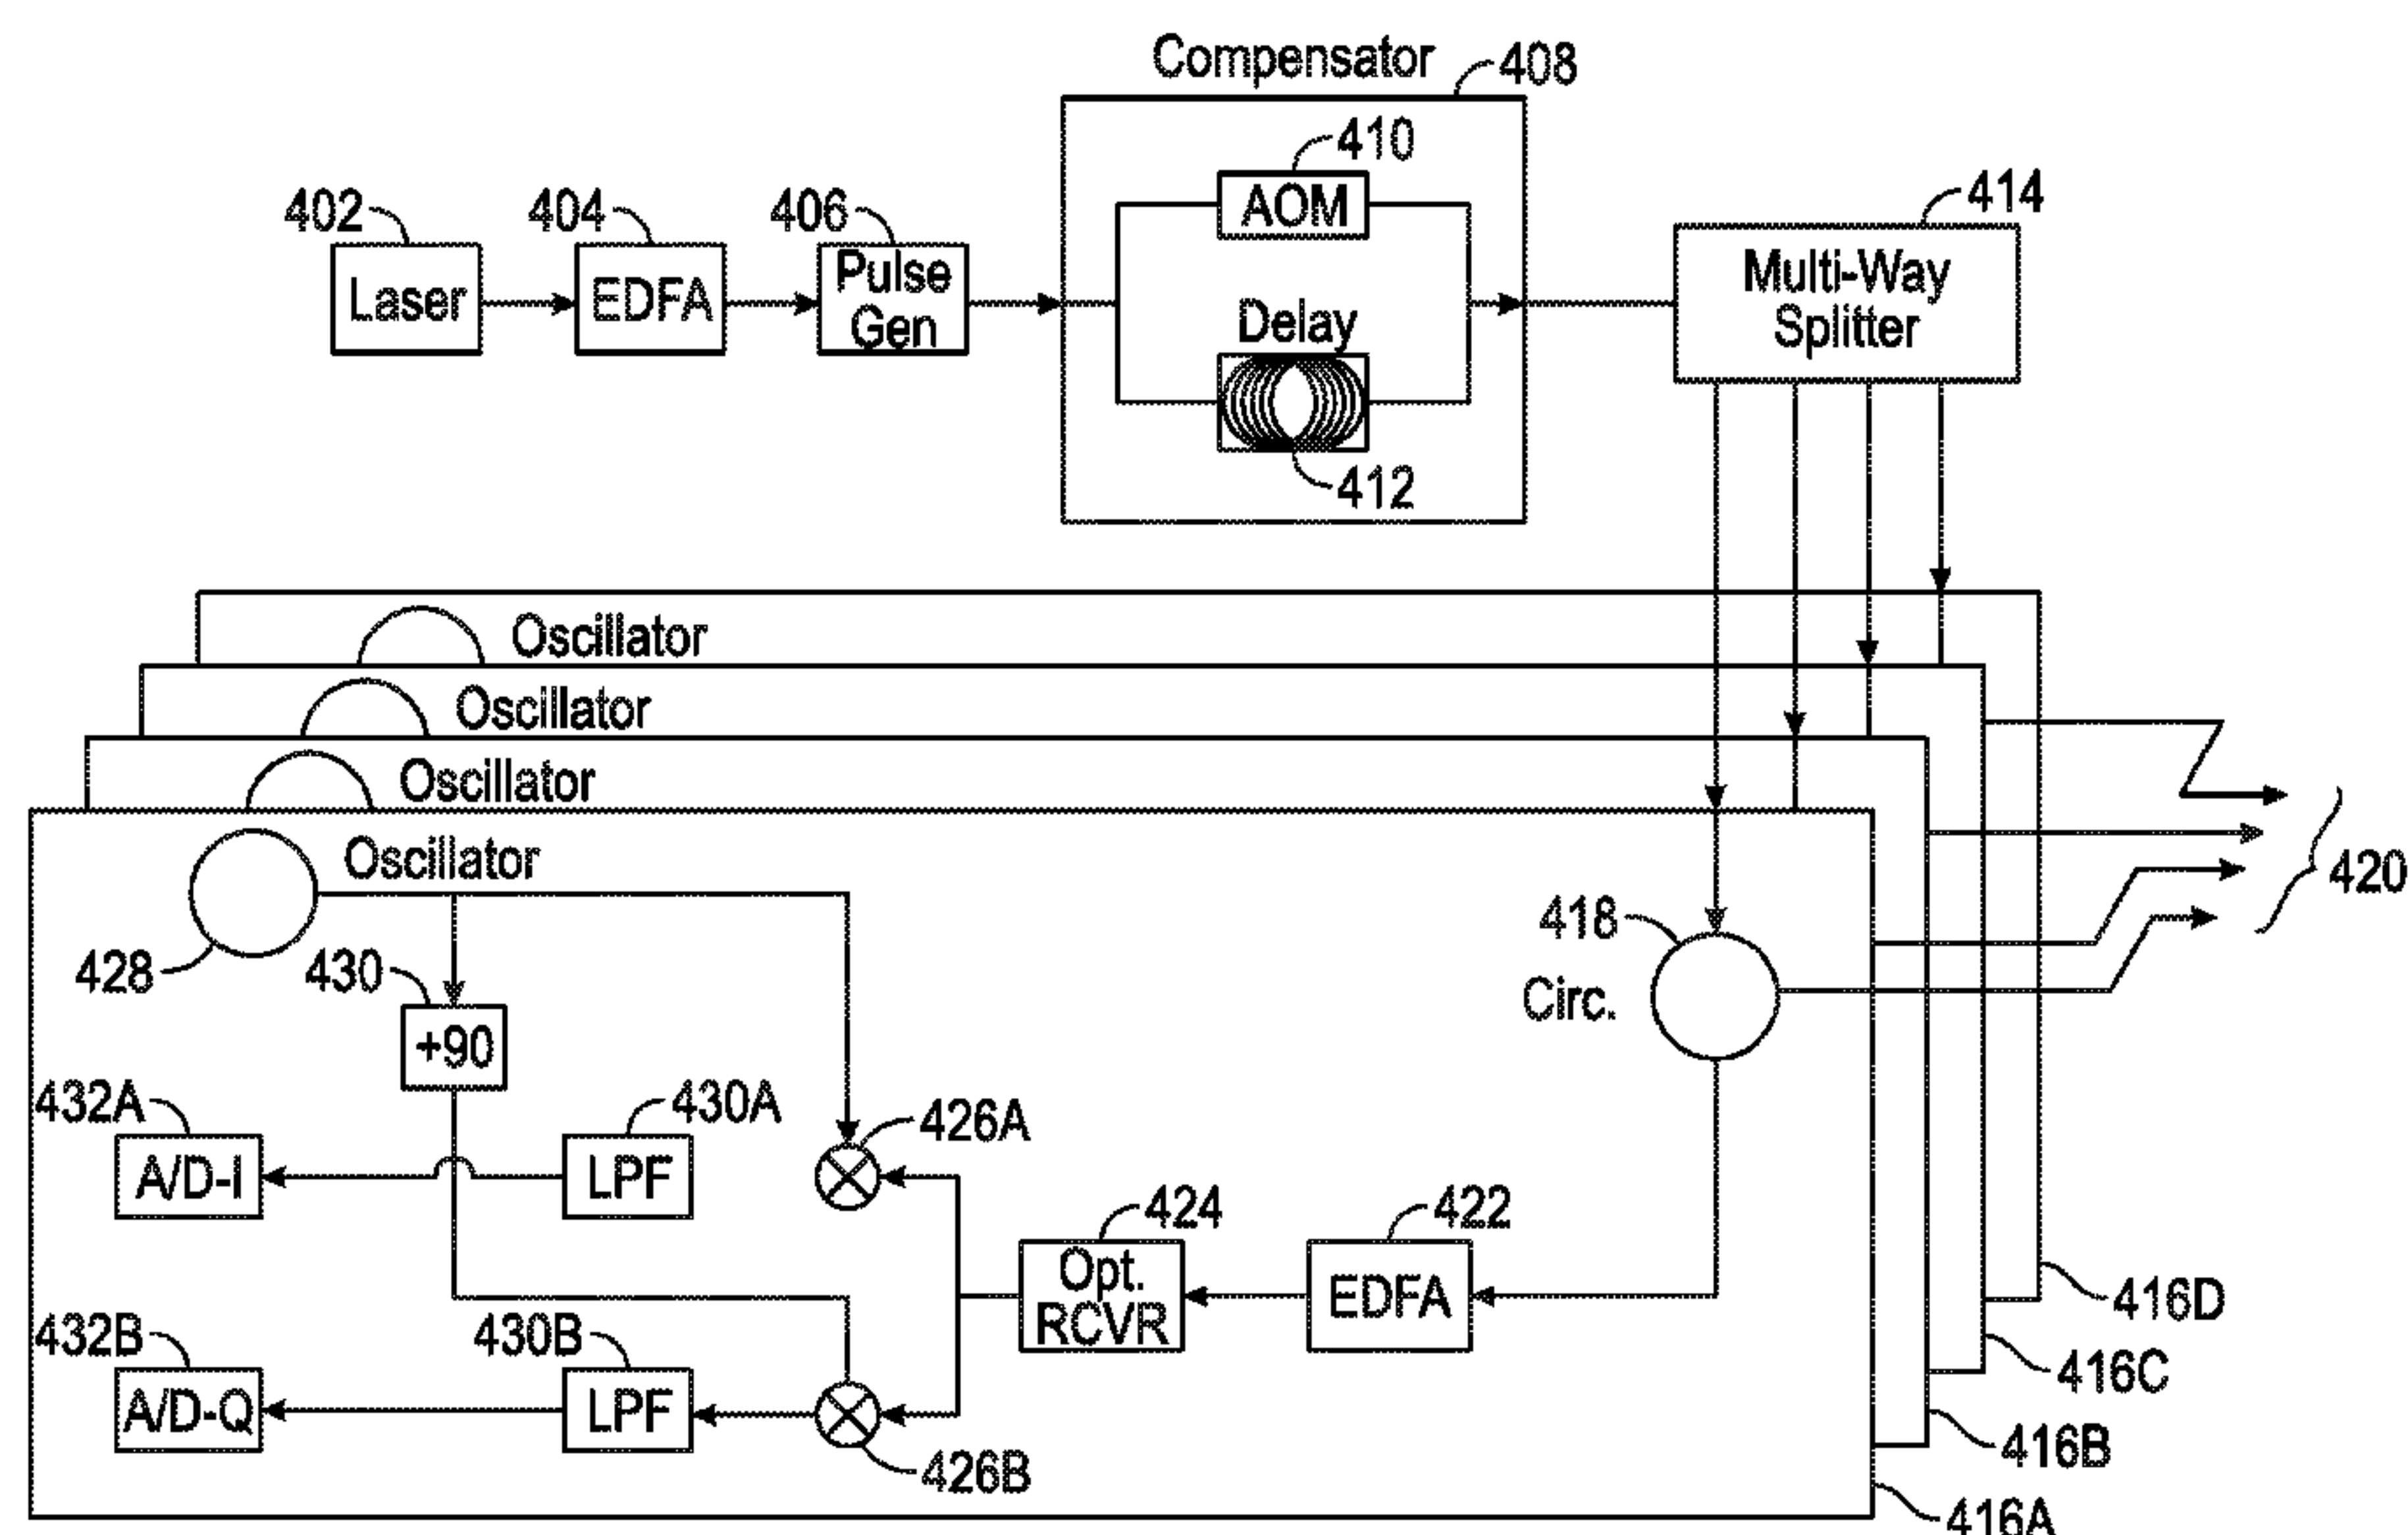 Compensator
408
410
AOM
402
404
406
414
Laser
EDFA
Pulse
Gen
Delay
412
Multi-Way
Splitter
Oscillator
Oscillator
Oscillator
Oscillator
428
430
+90
418
Circ.
420
432A
A/D-I
430A
LPF
426A
424
Opt.
RCVR
422
EDFA
432B
A/D-Q
430B
LPF
426B
416D
416C
416B
416A